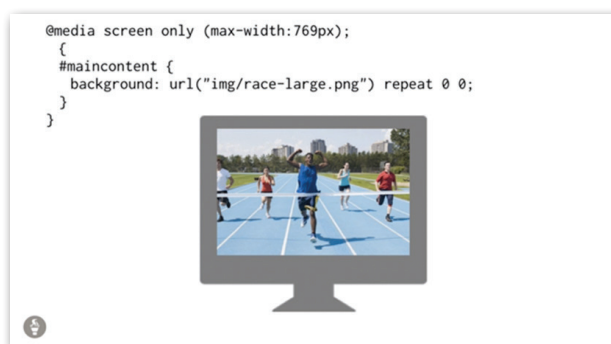 @media screen only (max-width:769px);
{
#maincontent {
background: url("img/race-large.png") repeat 0 0;
}
}